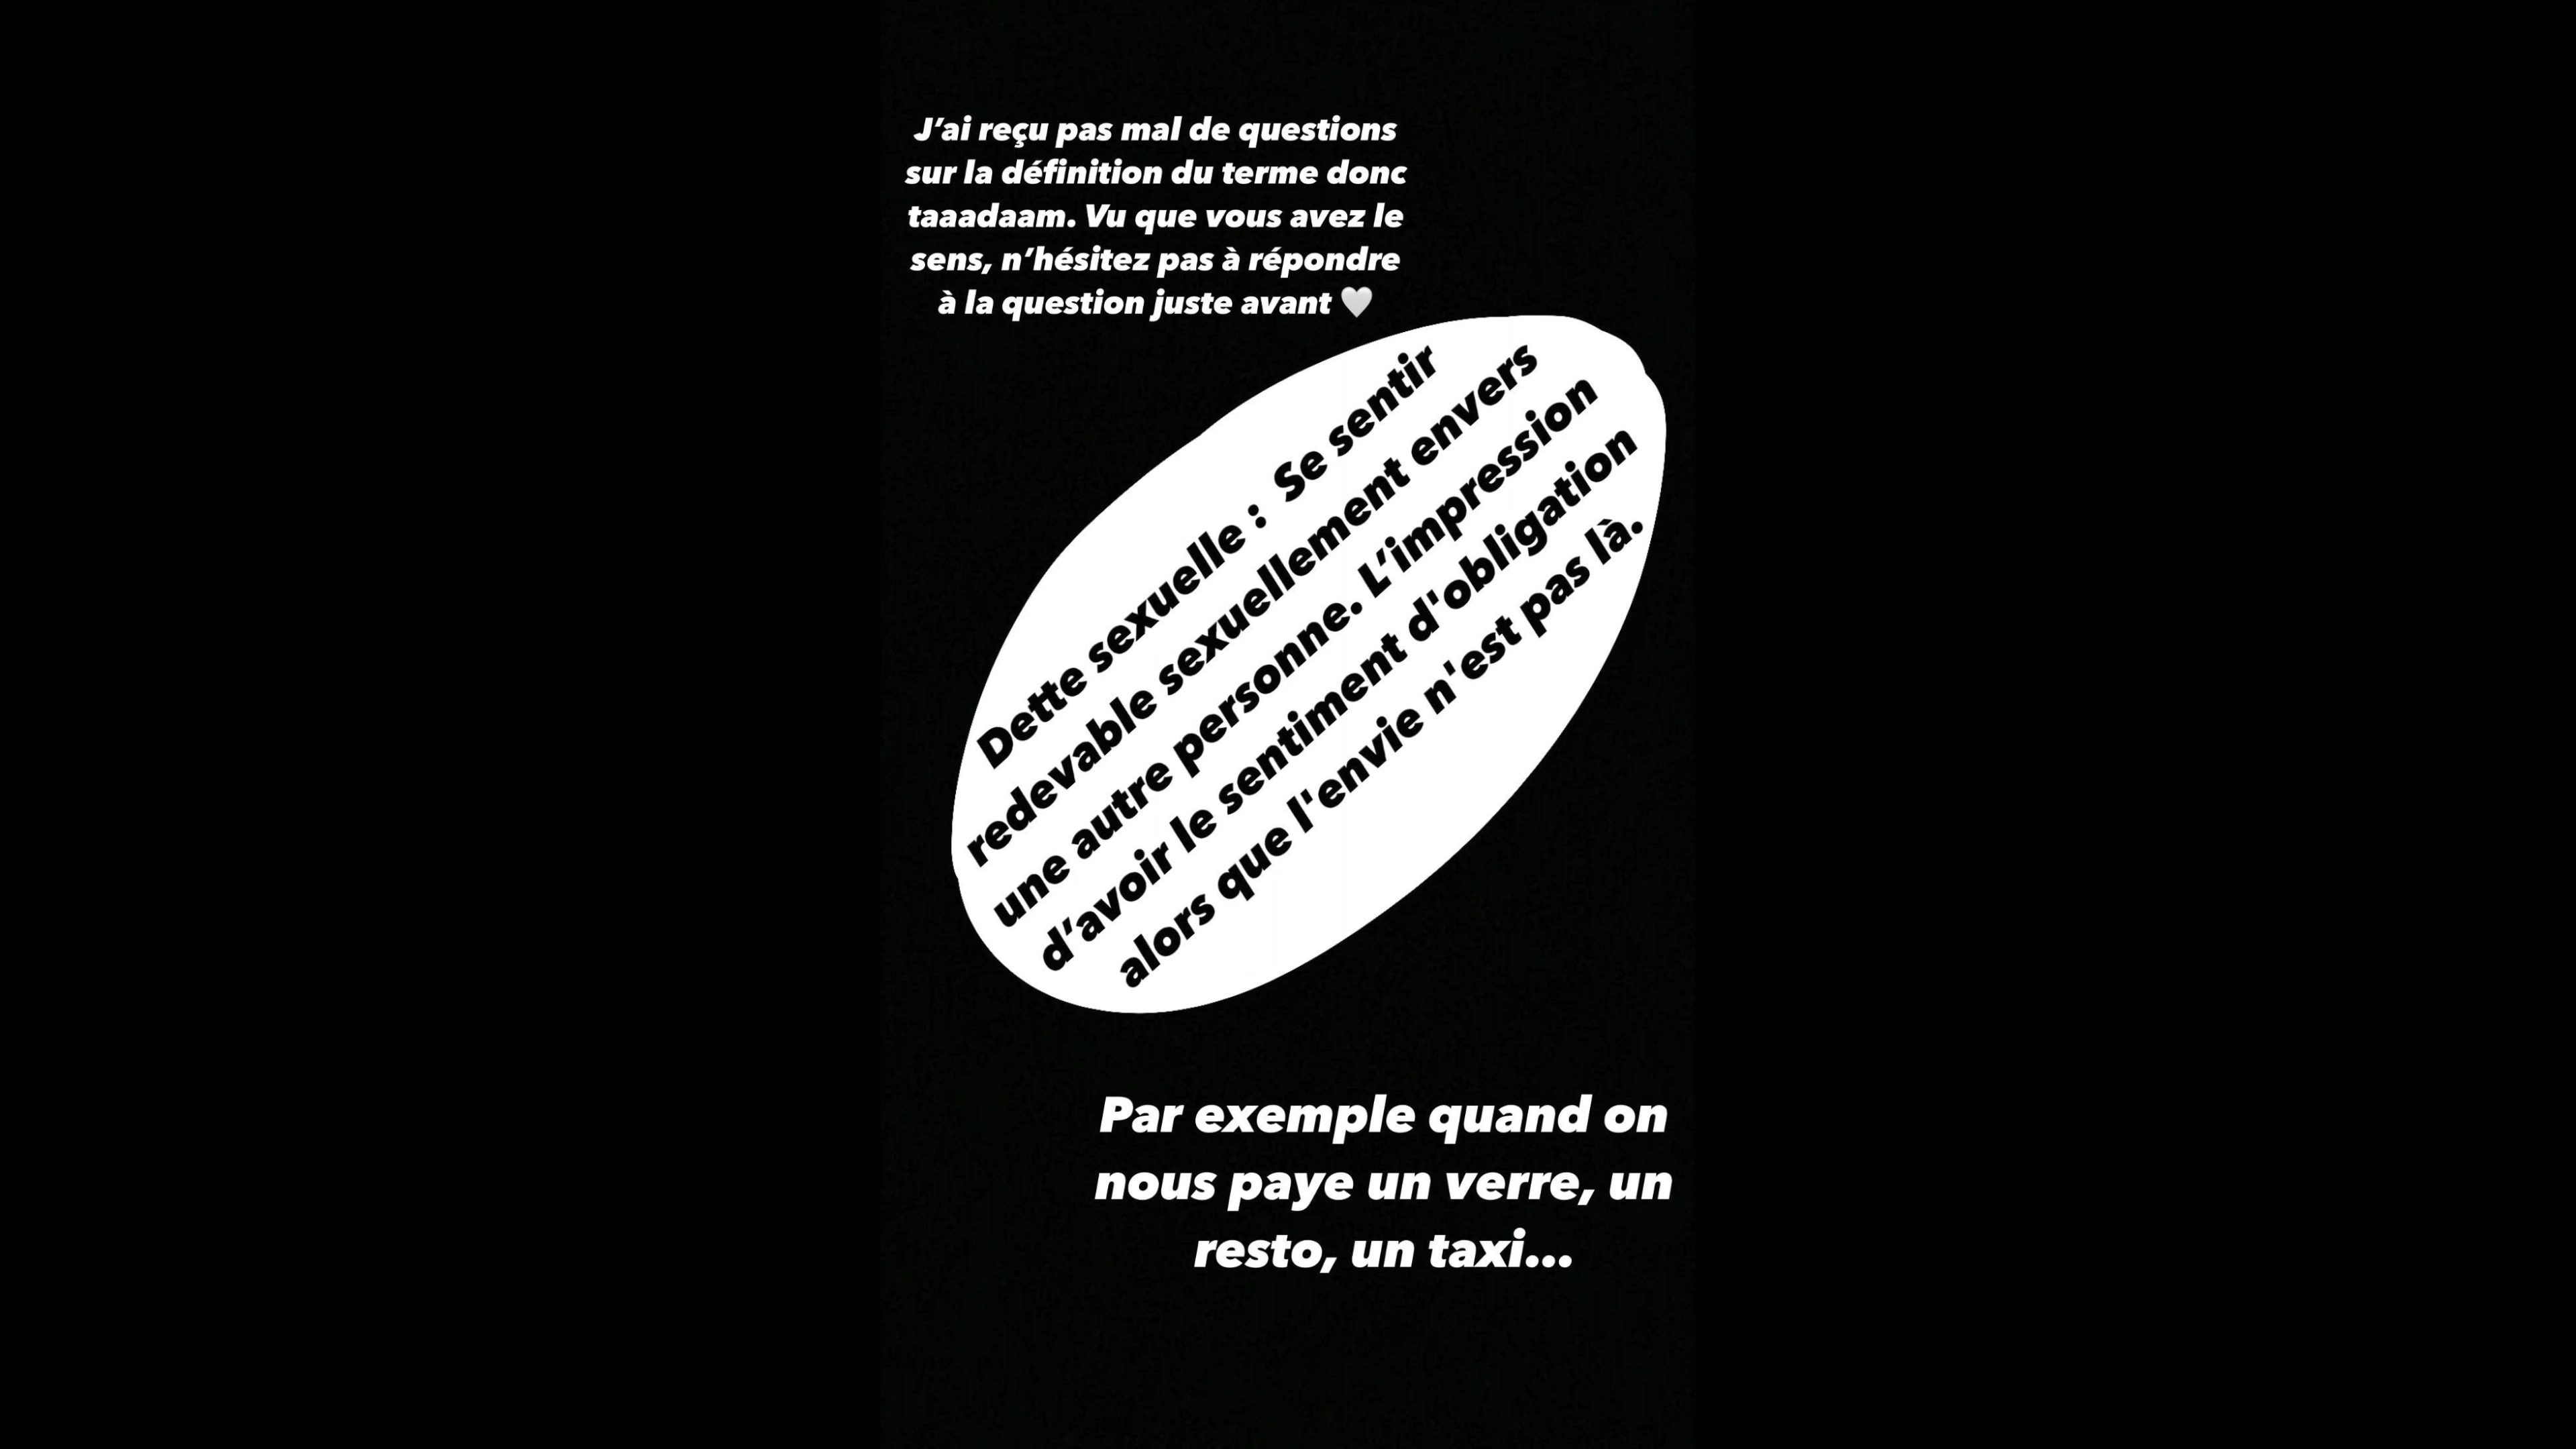 J’ai reçu pas mal de questions
sur la définition du terme donc
taaadaam. Vu que vous avez le
sens, n’hésitez pas à répondre
à la question juste avant 🤍
Dette sexuelle : Se sentir
redevable sexuellement envers
une autre personne. L’impression
d’avoir le sentiment d'obligation
alors que l'envie n'est pas là.
Par exemple quand on
nous paye un verre, un
resto, un taxi...